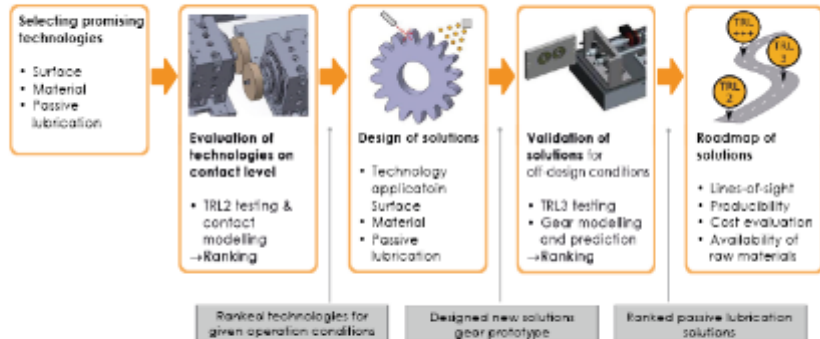 Selecting promising
technologies
• Surface
• Material
• Passive
lubrication
Evaluation of
technologies on
contact level
• TRL2 testing &
contact
modelling
→Ranking
Design of solutions
• Technology
applicatoin
Surface
• Material
• Passive
lubrication
Validation of
solutions for
off-design conditions
• TRL3 testing
• Gear modelling
and prediction
→Ranking
TRL
+++
TRL
3
TRL
2
Roadmap of
solutions
• Lines-of-sight
• Producibility
• Cost evaluation
• Availability of
raw materials
Ranked technologies for
given operation conditions
Designed new solutions
gear prototype
Ranked passive lubrication
solutions